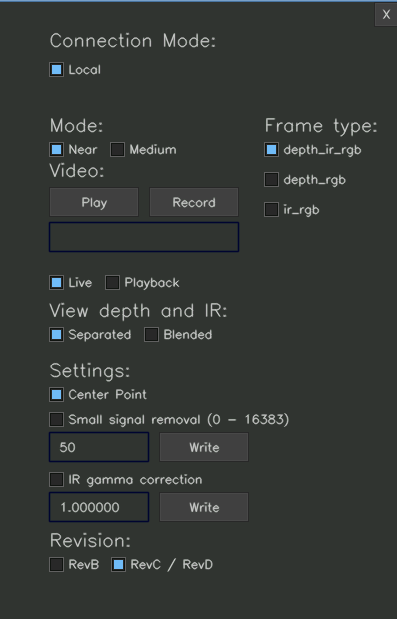 X
Connection Mode:
Local
Mode:
Near Medium
Frame type:
depth_ir_rgb
depth_rgb
ir_rgb
Video:
Play Record
Live Playback
View depth and IR:
Separated Blended
Settings:
Center Point
Small signal removal (0 - 16383)
50 Write
IR gamma correction
1.000000 Write
Revision:
RevB RevC / RevD